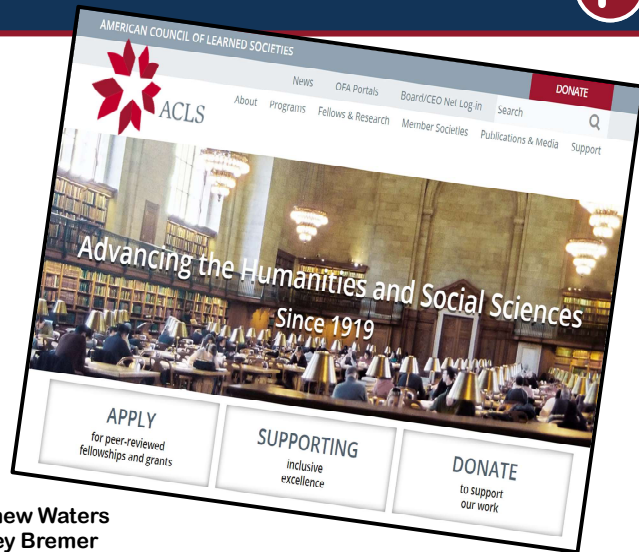 AMERICAN COUNCIL OF LEARNED SOCIETIES
DONATE
News OFA Portals Board/CEO Net Log-in Search
ACLS
About Programs Fellows & Research Member Societies Publications & Media Support
Advancing the Humanities and Social Sciences
Since 1919
APPLY
for peer-reviewed
fellowships and grants
SUPPORTING
inclusive
excellence
DONATE
to support
our work
Waters
Bremer